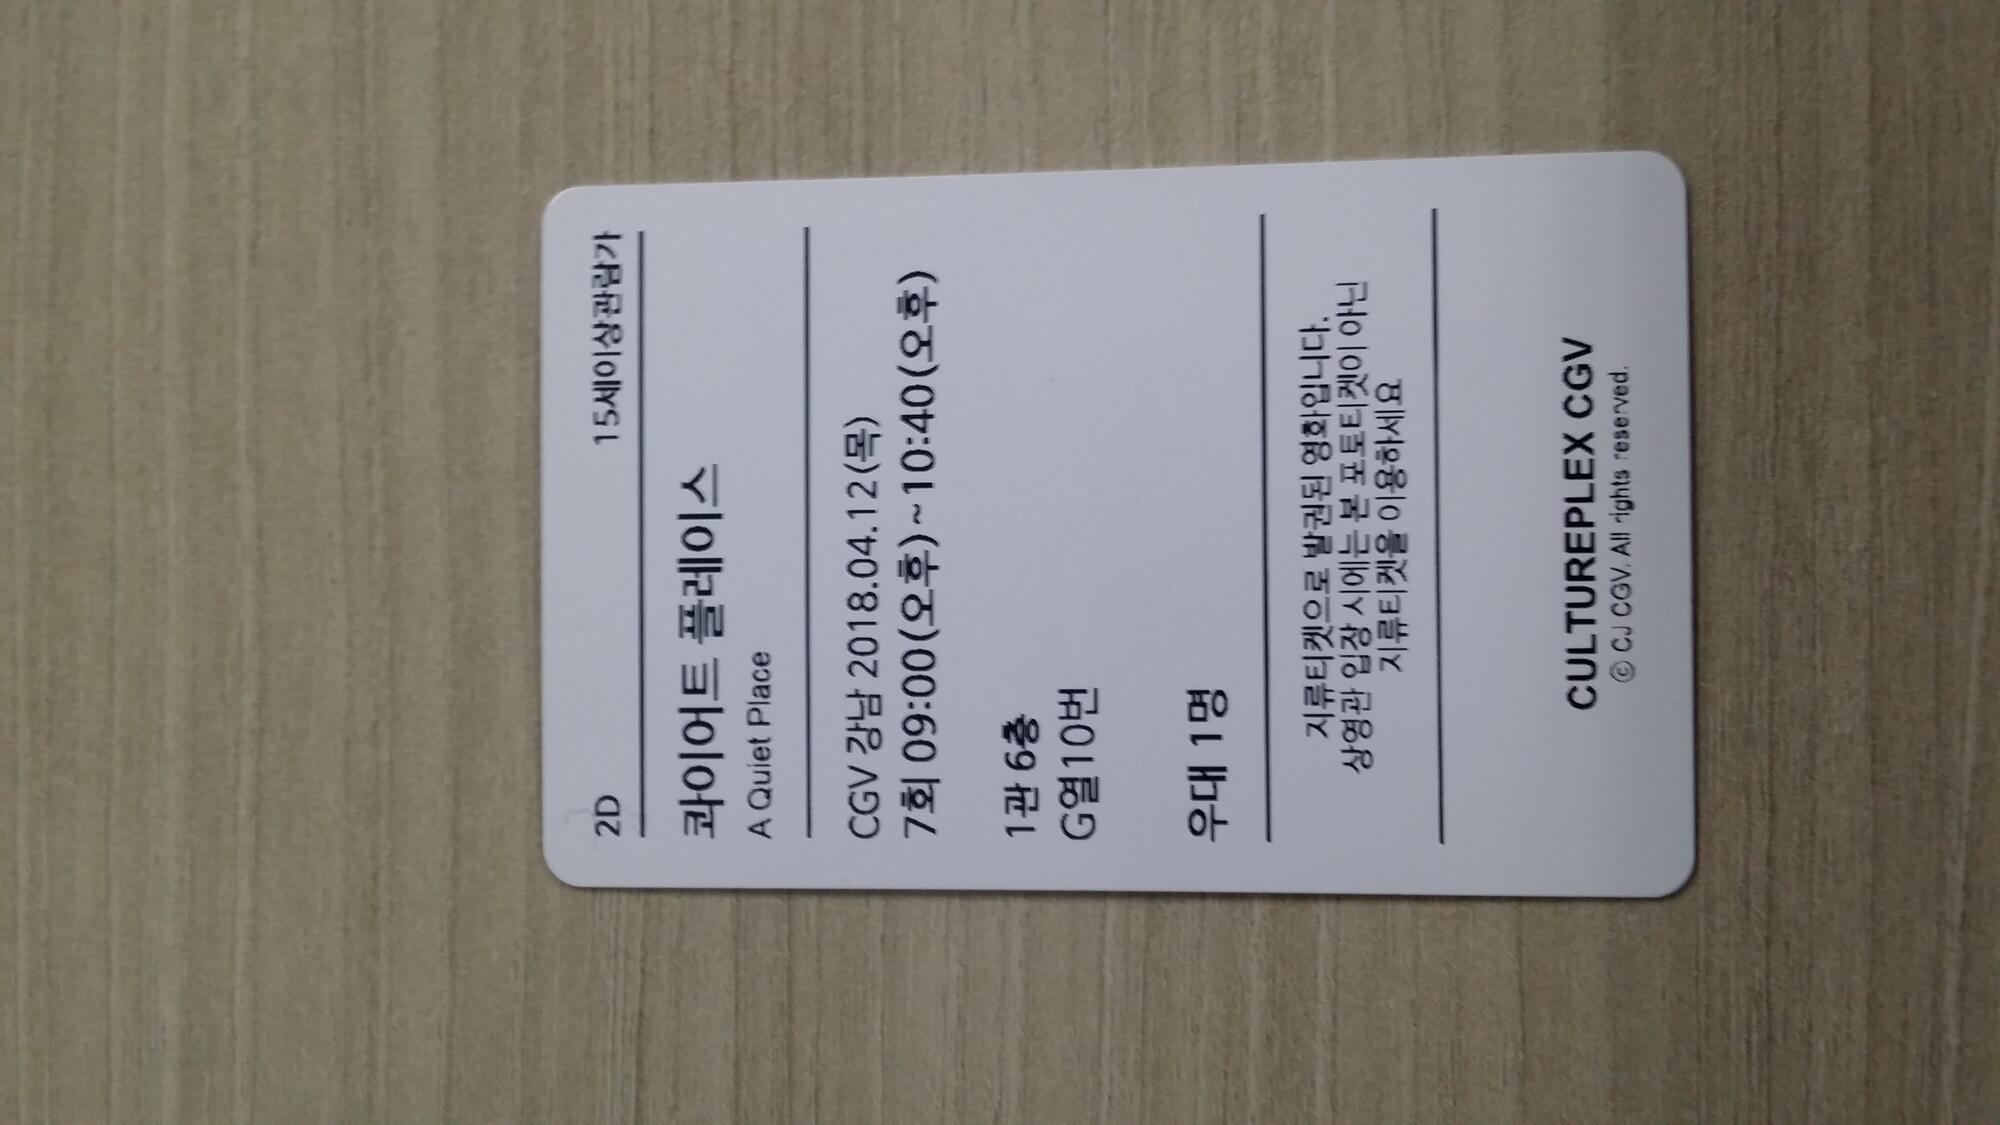 2D 15세이상관람가
콰이어트 플레이스
A Quiet Place
CGV 강남 2018.04.12(목)
7회 09:00(오후)~10:40(오후)
1관 6층
G열10번
우대 1명
지류티켓으로 발권된 영화입니다.
상영관 입장 시에는 본 포토티켓이 아닌
지류티켓을 이용하세요
CULTUREPLEX CGV
© CJ CGV. All rights reserved.